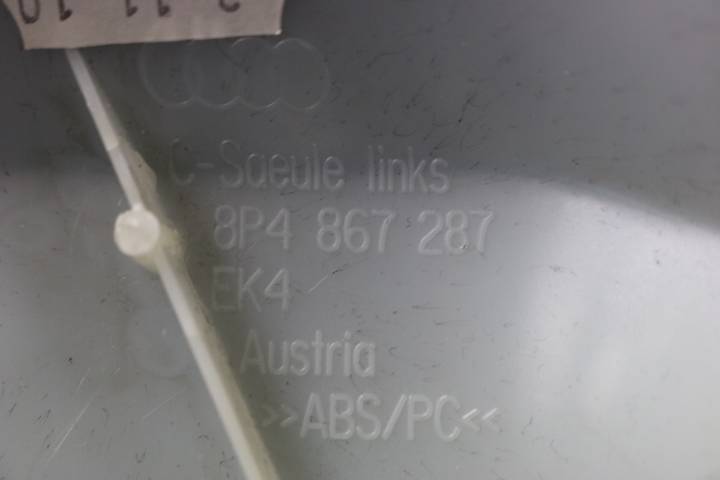 C-Saeule links
8P4 867 287
EK4
Austria
>>ABS/PC<<